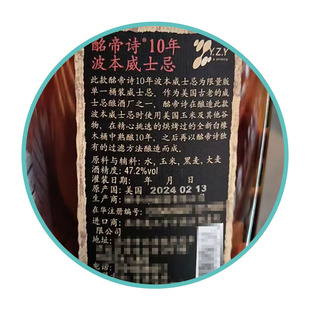 酩帝诗®10年
波本威士忌
Y.Z.Y
此款酩帝诗10年波本威士忌为限量版
单一桶装威士忌，作为美国古老的威
士忌酿酒厂之一，酩帝诗在酿造此款
波本威士忌时使用美国玉米及其他谷
物，在精心挑选的烘烤过的全新白橡
木桶中熟酿10年，之后再以酩帝诗独
有的过滤方法酿造而成。
原料与辅料：水，玉米，黑麦，大麦
酒精度：47.2%vol
灌装日期： 年 月 日
原产国：美国 2024 02 13
生产商：
在华注册编号：
进口商：
限公司
地址：
电话：